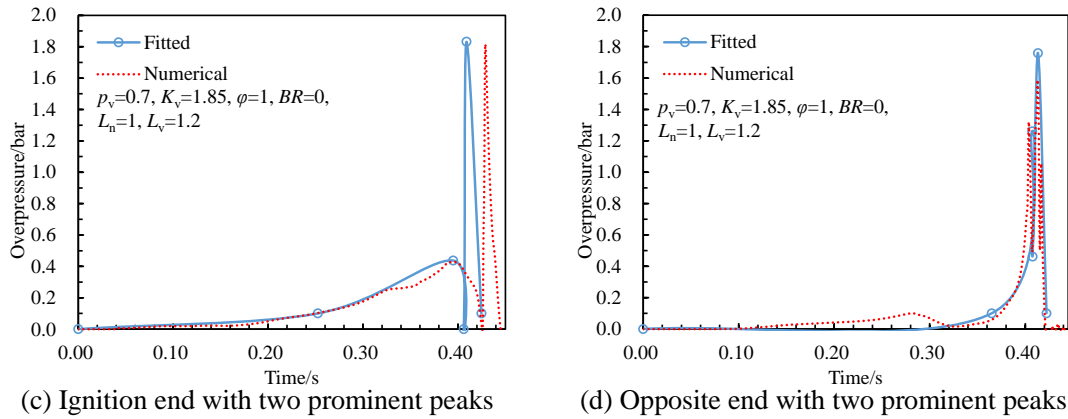 2.0
1.8
1.6
1.4
1.2
1.0
0.8
0.6
0.4
0.2
0.0
Overpressure/bar
Fitted
Numerical
pv=0.7, Kv=1.85, φ=1, BR=0,
Ln=1, Lv=1.2
0.00 0.10 0.20 0.30 0.40
Time/s
(c) Ignition end with two prominent peaks
2.0
1.8
1.6
1.4
1.2
1.0
0.8
0.6
0.4
0.2
0.0
Overpressure/bar
Fitted
Numerical
pv=0.7, Kv=1.85, φ=1, BR=0,
Ln=1, Lv=1.2
0.00 0.10 0.20 0.30 0.40
Time/s
(d) Opposite end with two prominent peaks